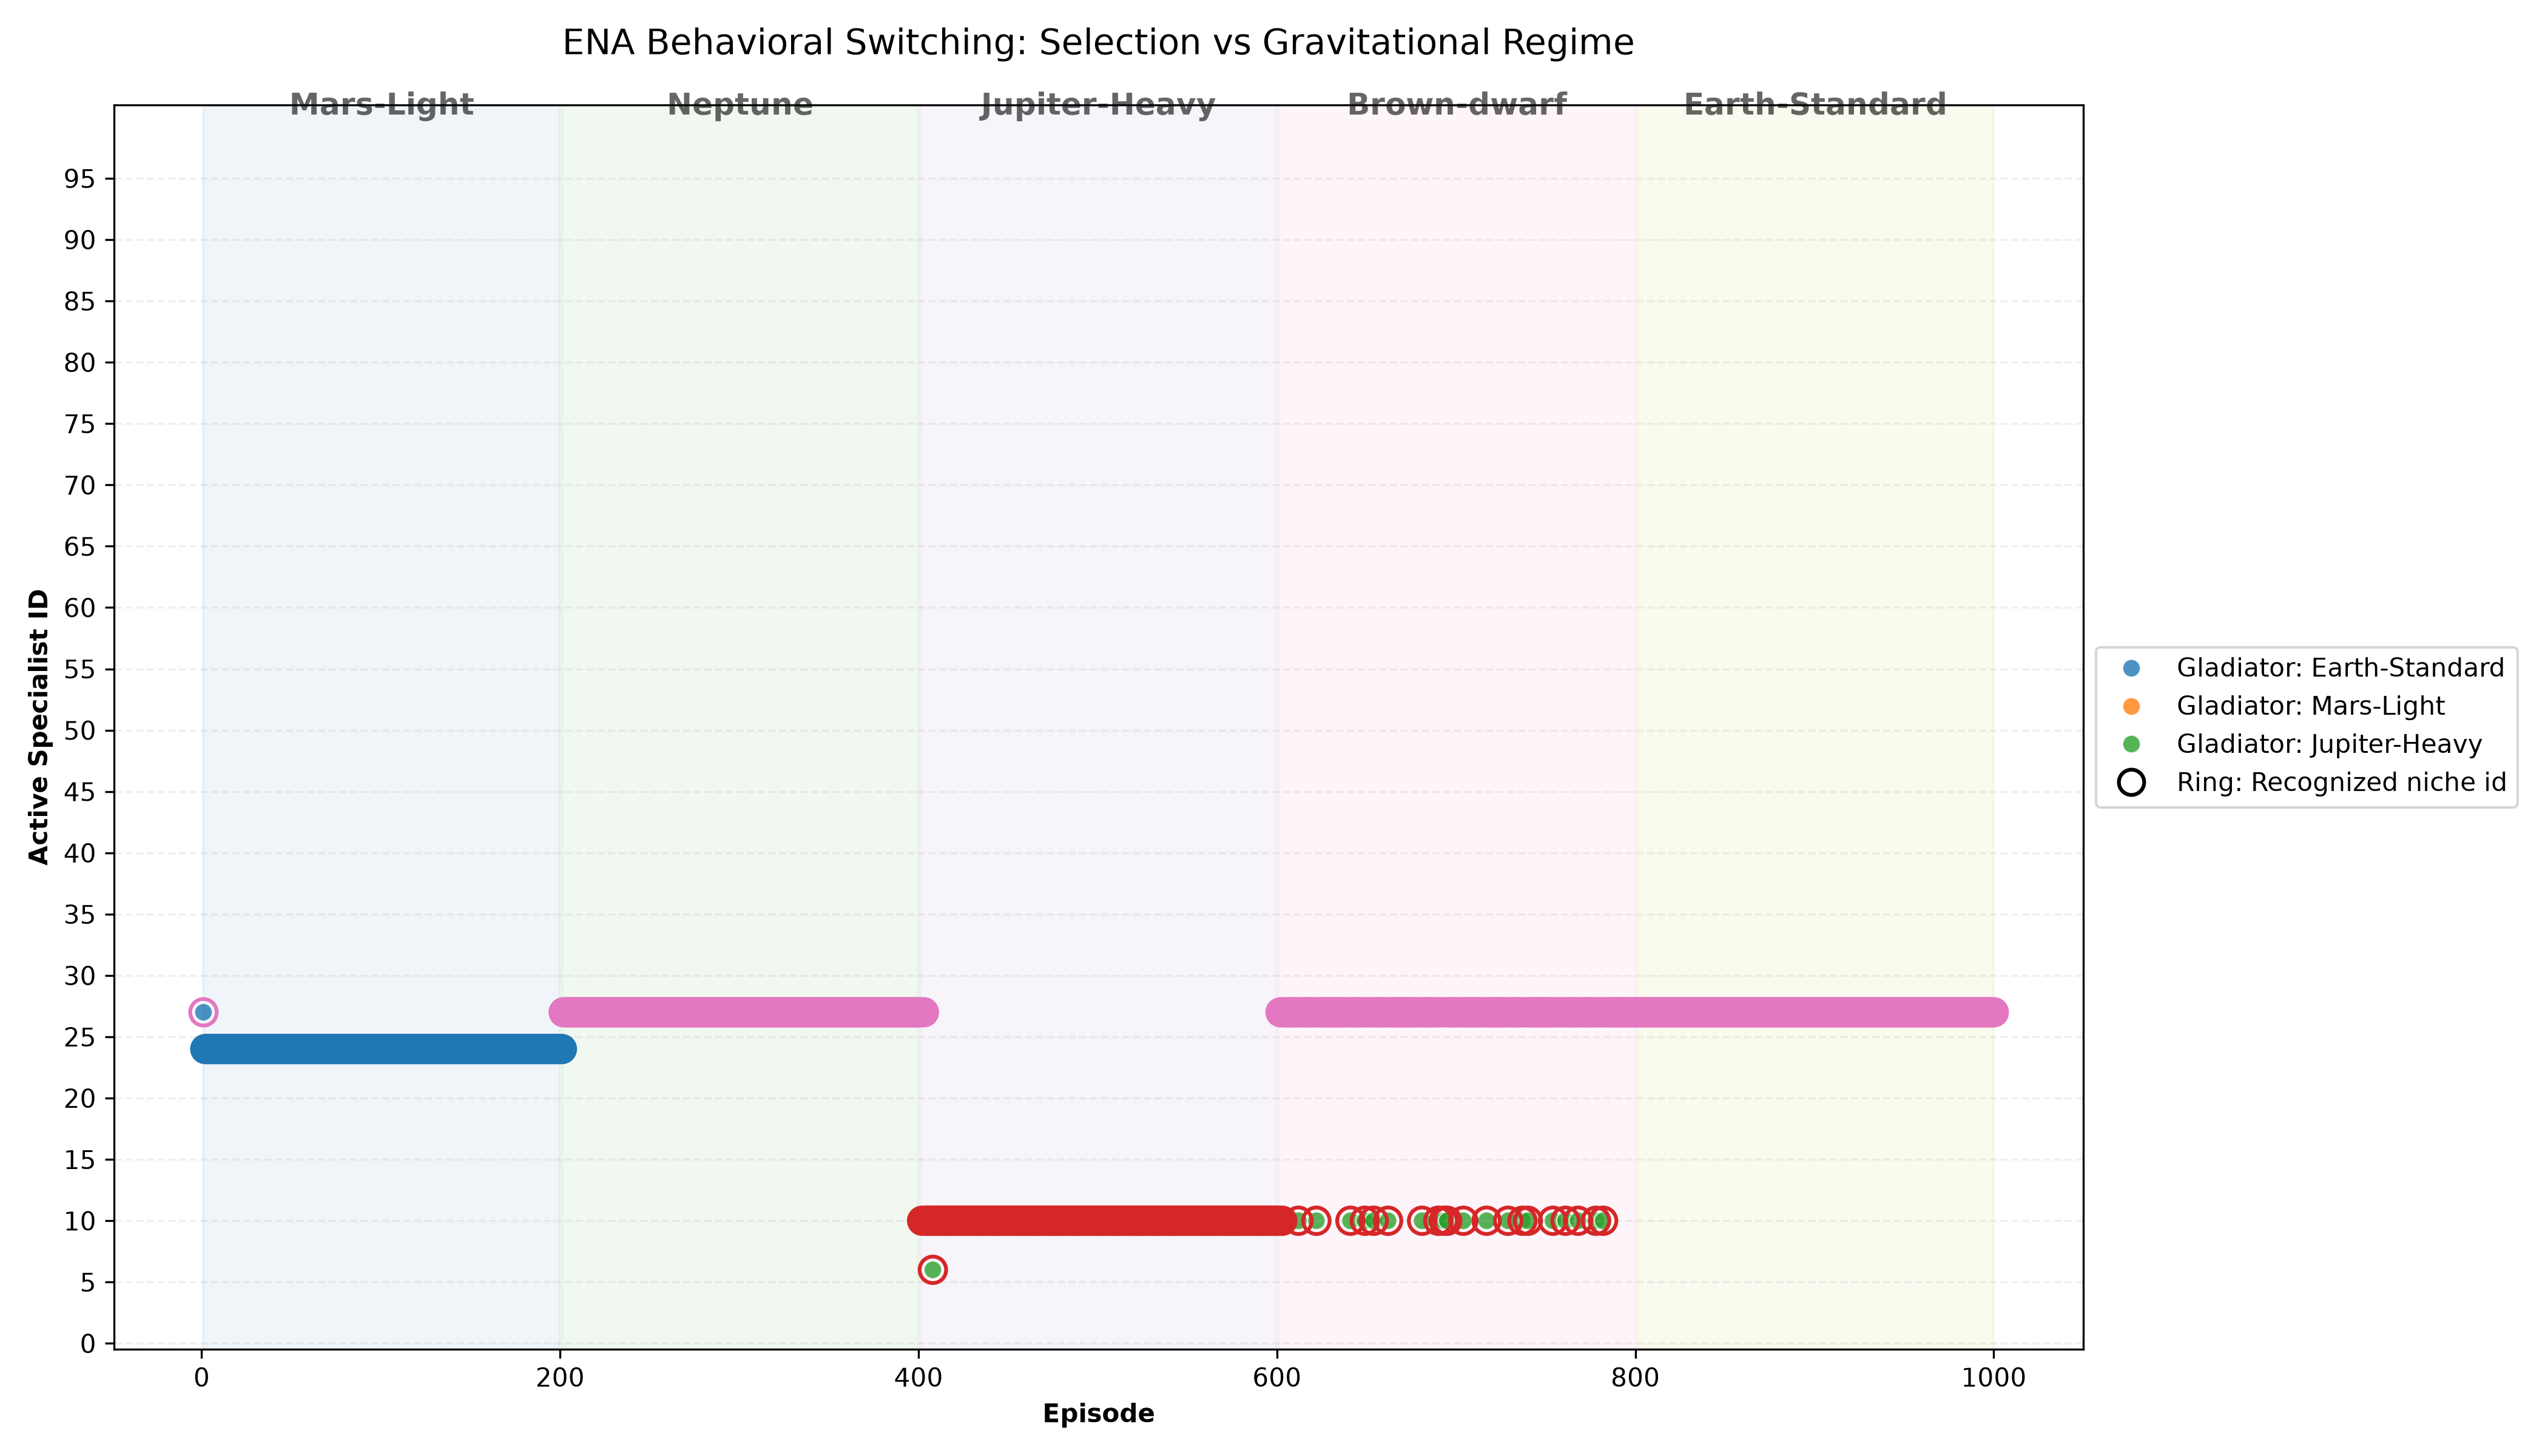 ENA Behavioral Switching: Selection vs Gravitational Regime
Mars-Light Neptune Jupiter-Heavy Brown-dwarf Earth-Standard
95
90
85
80
75
70
65
60
55
50
45
40
35
30
25
20
15
10
5
0
Active Specialist ID
Gladiator: Earth-Standard
Gladiator: Mars-Light
Gladiator: Jupiter-Heavy
Ring: Recognized niche id
0 200 400 600 800 1000
Episode